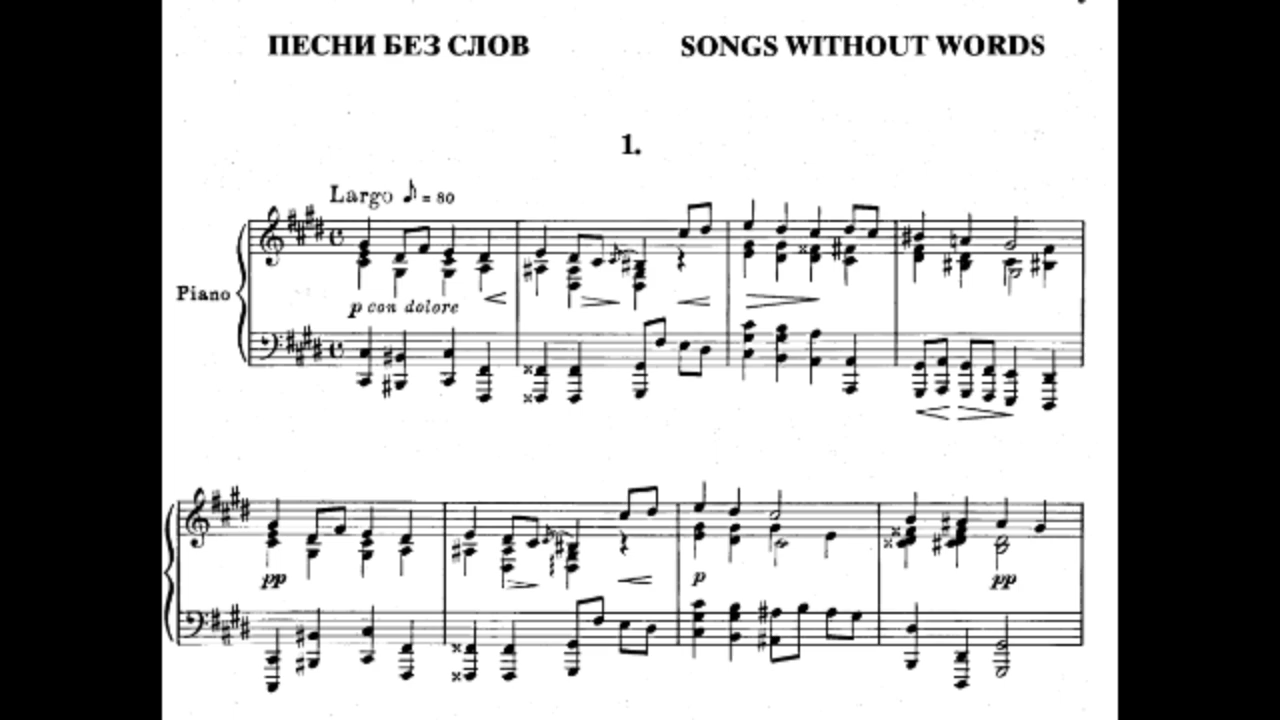 ПЕСНИ БЕЗ СЛОВ SONGS WITHOUT WORDS
1.
Largo ♪ = 80
Piano
p con dolore
pp
p
pp